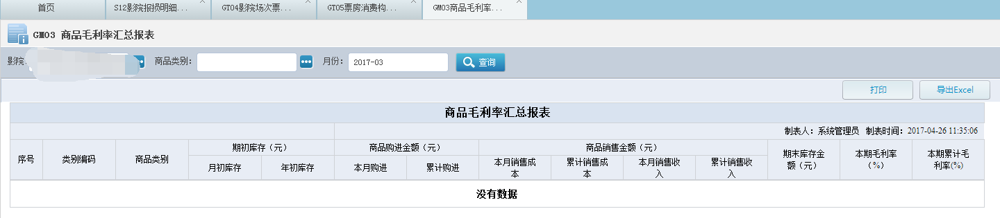 首页 S12影院报损明细... GT04影院场次票... GT05票房消费构... GM03商品毛利率...
GM03 商品毛利率汇总报表
影院 商品类别: 月份: 2017-03 查询
打印 导出Excel
商品毛利率汇总报表
制表人：系统管理员 制表时间：2017-04-26 11:35:06
序号 类别编码 商品类别 期初库存（元） 商品购进金额（元） 商品销售金额（元） 期末库存金额（元） 本期毛利率（%） 本期累计毛利率(%)
月初库存 年初库存 本月购进 累计购进 本月销售成本 累计销售成本 本月销售收入 累计销售收入
没有数据